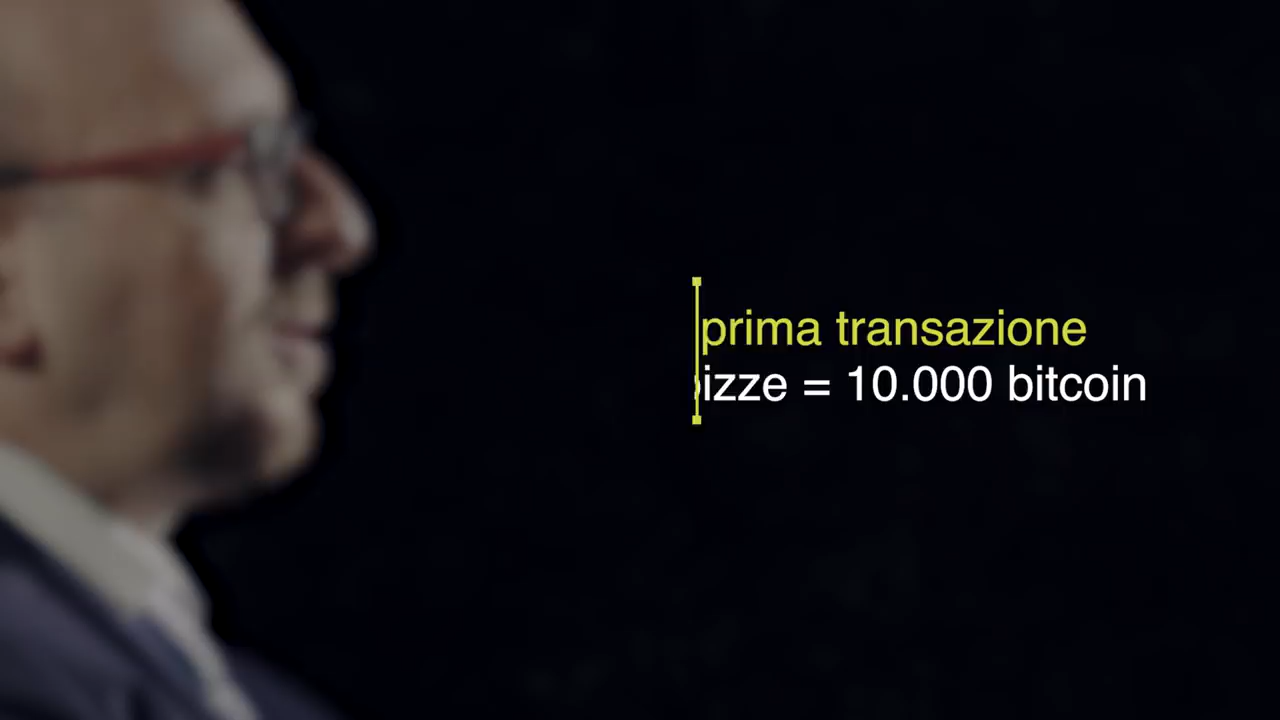 prima transazione
izze = 10.000 bitcoin